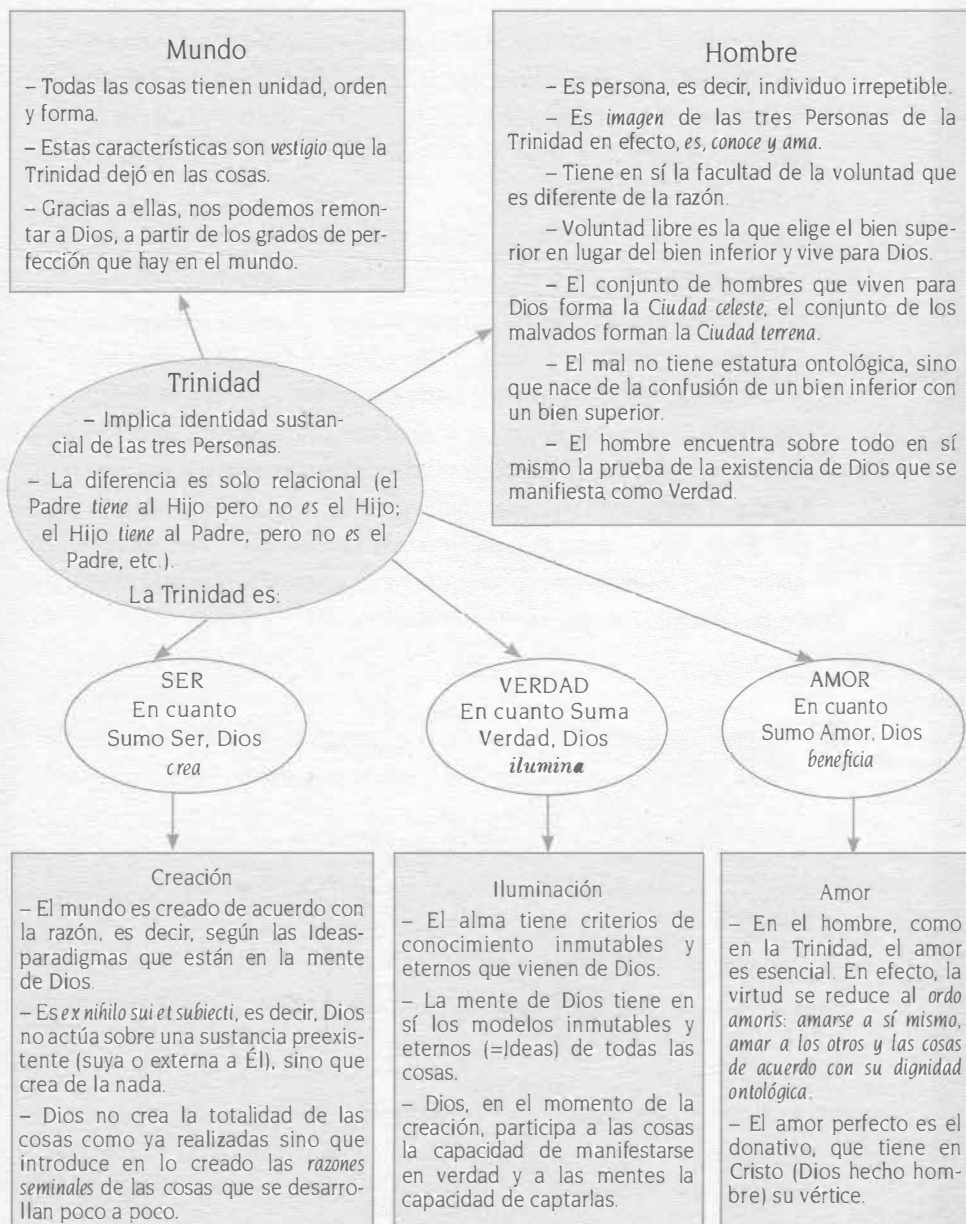 Mundo
– Todas las cosas tienen unidad, orden
y forma.
– Estas características son vestigio que la
Trinidad dejó en las cosas.
– Gracias a ellas, nos podemos remon-
tar a Dios, a partir de los grados de per-
fección que hay en el mundo.
Hombre
– Es persona, es decir, individuo irrepetible.
– Es imagen de las tres Personas de la
Trinidad en efecto, es, conoce y ama.
– Tiene en sí la facultad de la voluntad que
es diferente de la razón.
– Voluntad libre es la que elige el bien supe-
rior en lugar del bien inferior y vive para Dios.
– El conjunto de hombres que viven para
Dios forma la Ciudad celeste, el conjunto de los
malvados forman la Ciudad terrena.
– El mal no tiene estatura ontológica, sino
que nace de la confusión de un bien inferior con
un bien superior.
– El hombre encuentra sobre todo en sí
mismo la prueba de la existencia de Dios que se
manifiesta como Verdad.
Trinidad
– Implica identidad sustan-
cial de las tres Personas.
– La diferencia es solo relacional (el
Padre tiene al Hijo pero no es el Hijo;
el Hijo tiene al Padre, pero no es el
Padre, etc.).
La Trinidad es:
SER
En cuanto
Sumo Ser, Dios
crea
VERDAD
En cuanto Suma
Verdad, Dios
ilumina
AMOR
En cuanto
Sumo Amor, Dios
beneficia
Creación
– El mundo es creado de acuerdo con
la razón, es decir, según las Ideas-
paradigmas que están en la mente
de Dios.
– Es ex nihilo sui et subiecti, es decir, Dios
no actúa sobre una sustancia preexis-
tente (suya o externa a Él), sino que
crea de la nada.
– Dios no crea la totalidad de las
cosas como ya realizadas sino que
introduce en lo creado las razones
seminales de las cosas que se desarro-
llan poco a poco.
Iluminación
– El alma tiene criterios de
conocimiento inmutables y
eternos que vienen de Dios.
– La mente de Dios tiene en
sí los modelos inmutables y
eternos (=Ideas) de todas las
cosas.
– Dios, en el momento de la
creación, participa a las cosas
la capacidad de manifestarse
en verdad y a las mentes la
capacidad de captarlas.
Amor
– En el hombre, como
en la Trinidad, el amor
es esencial. En efecto, la
virtud se reduce al ordo
amoris: amarse a sí mismo,
amar a los otros y las cosas
de acuerdo con su dignidad
ontológica.
– El amor perfecto es el
donativo, que tiene en
Cristo (Dios hecho hom-
bre) su vértice.